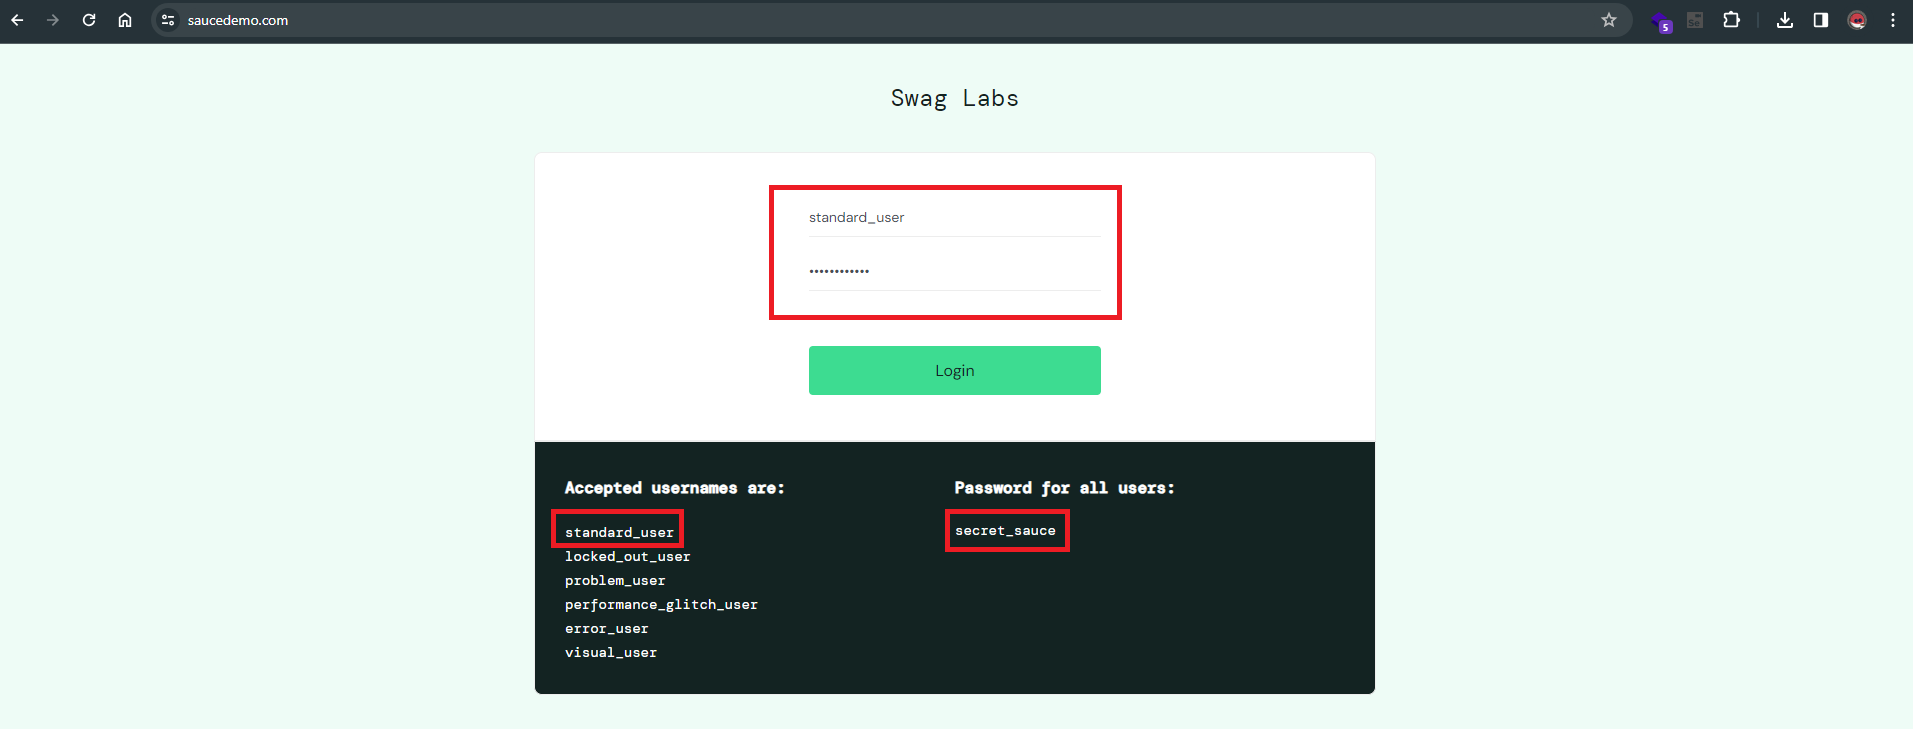 saucedemo.com
5
Se
Swag Labs
standard_user
••••••••••••
Login
Accepted usernames are:
standard_user
locked_out_user
problem_user
performance_glitch_user
error_user
visual_user
Password for all users:
secret_sauce